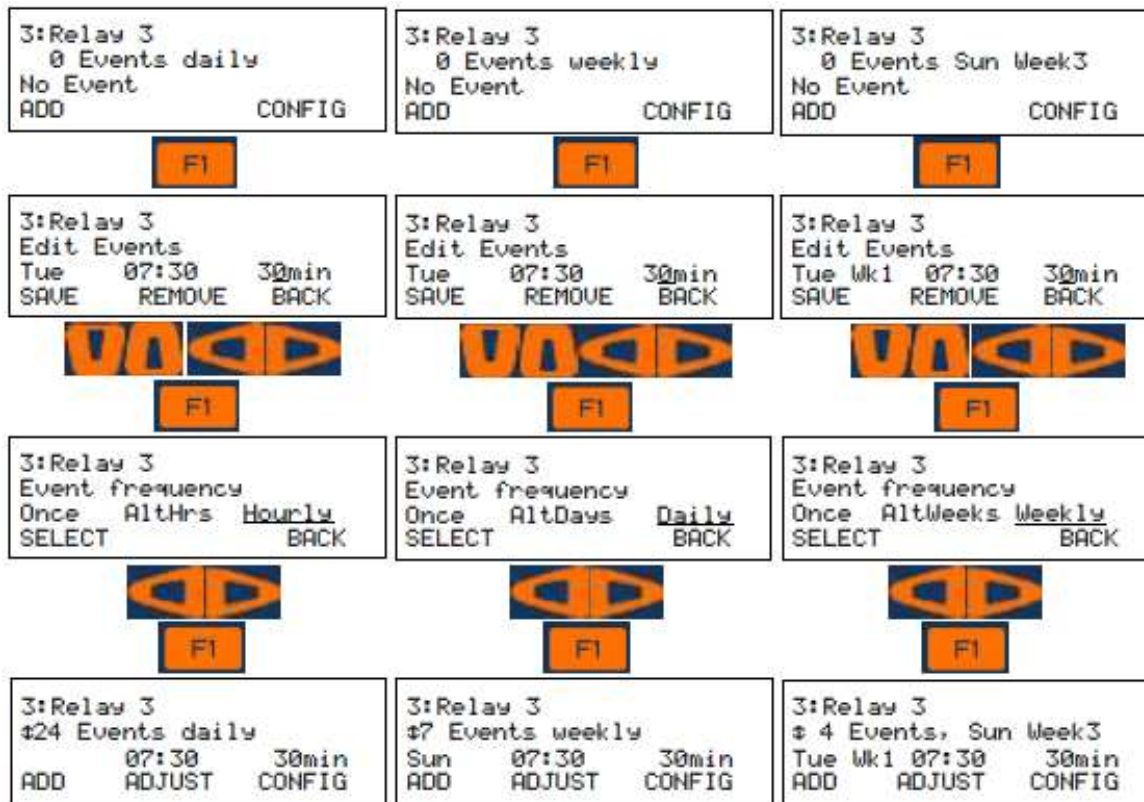 3:Relay 3
0 Events daily
No Event
ADD CONFIG
3:Relay 3
0 Events weekly
No Event
ADD CONFIG
3:Relay 3
0 Events Sun Week3
No Event
ADD CONFIG
F1
F1
F1
3:Relay 3
Edit Events
Tue 07:30 30min
SAVE REMOVE BACK
3:Relay 3
Edit Events
Tue 07:30 30min
SAVE REMOVE BACK
3:Relay 3
Edit Events
Tue Wk1 07:30 30min
SAVE REMOVE BACK
F1
F1
F1
3:Relay 3
Event frequency
Once AltHrs Hourly
SELECT BACK
3:Relay 3
Event frequency
Once AltDays Daily
SELECT BACK
3:Relay 3
Event frequency
Once AltWeeks Weekly
SELECT BACK
F1
F1
F1
3:Relay 3
↕24 Events daily
07:30 30min
ADD ADJUST CONFIG
3:Relay 3
↕7 Events weekly
Sun 07:30 30min
ADD ADJUST CONFIG
3:Relay 3
↕ 4 Events, Sun Week3
Tue Wk1 07:30 30min
ADD ADJUST CONFIG